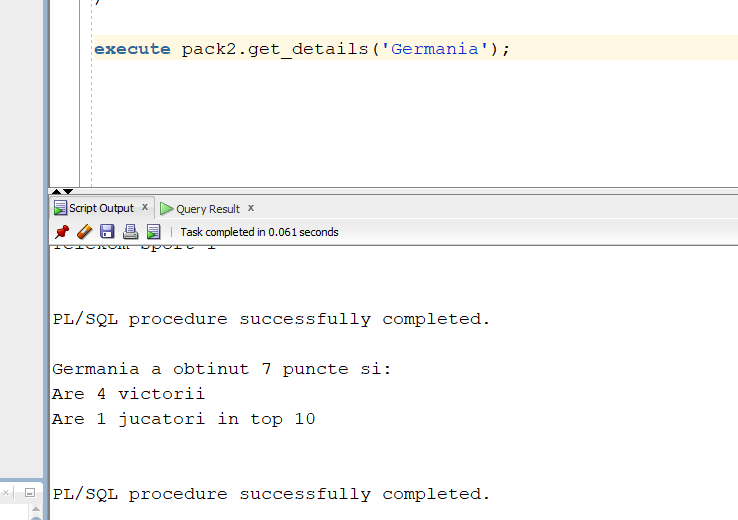 /
execute pack2.get_details('Germania');
Script Output x Query Result x
Task completed in 0.061 seconds
Telekom Sport 1
PL/SQL procedure successfully completed.
Germania a obtinut 7 puncte si:
Are 4 victorii
Are 1 jucatori in top 10
PL/SQL procedure successfully completed.